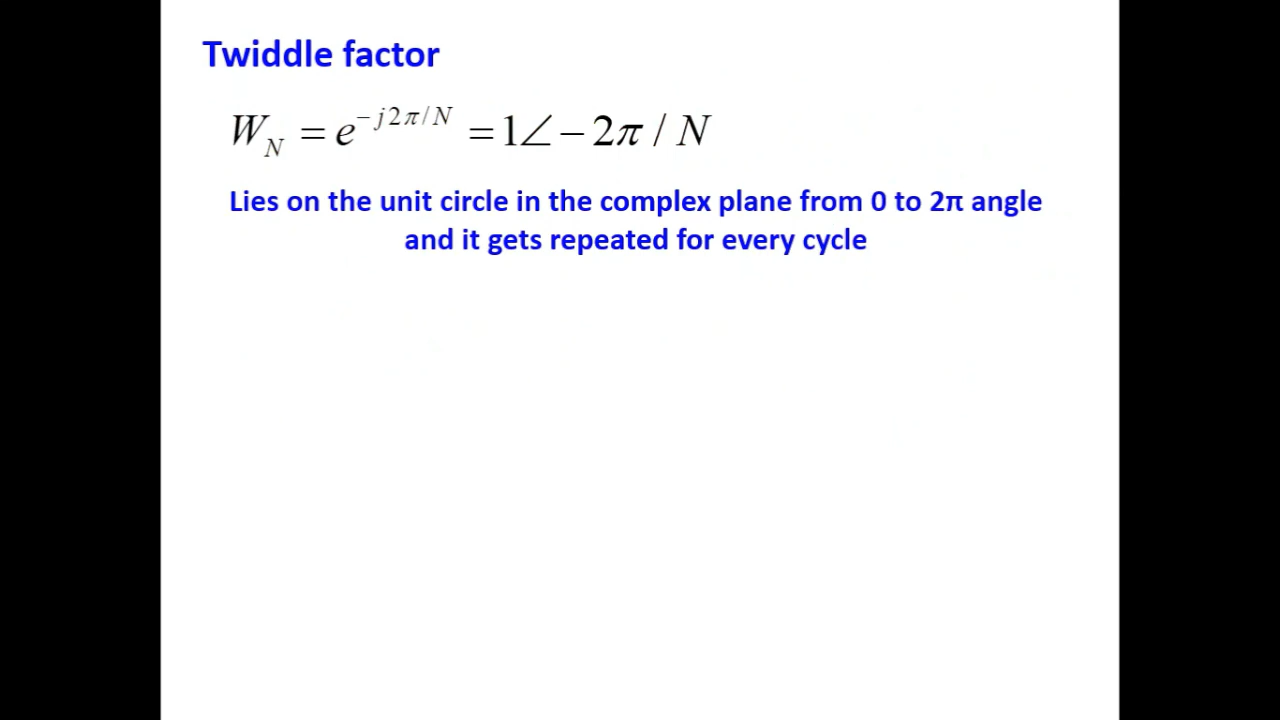 Twiddle factor
W_N = e^{-j2π/N} = 1∠-2π/N
Lies on the unit circle in the complex plane from 0 to 2π angle
and it gets repeated for every cycle